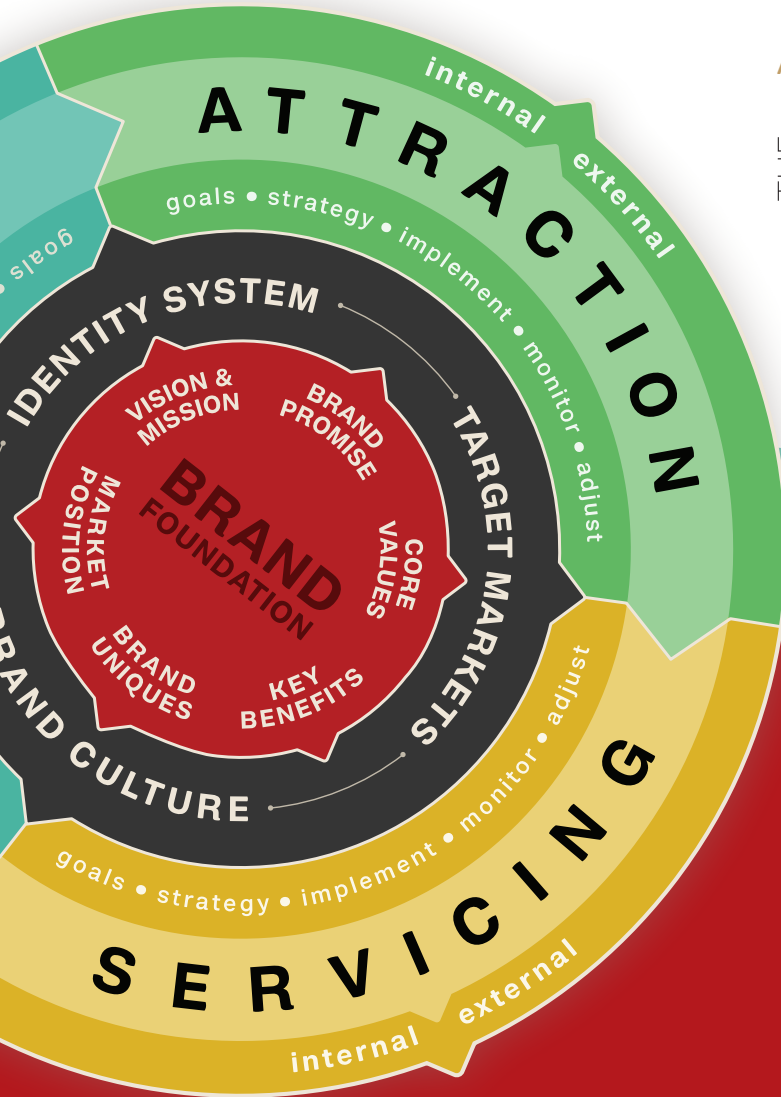 internal
external
ATTRACTION
goals • strategy • implement • monitor • adjust
goals •
IDENTITY SYSTEM
TARGET MARKETS
VISION &
MISSION
BRAND
PROMISE
CORE
VALUES
KEY
BENEFITS
BRAND
UNIQUES
MARKET
POSITION
BRAND
FOUNDATION
BRAND CULTURE
goals • strategy • implement • monitor • adjust
SERVICING
internal
external